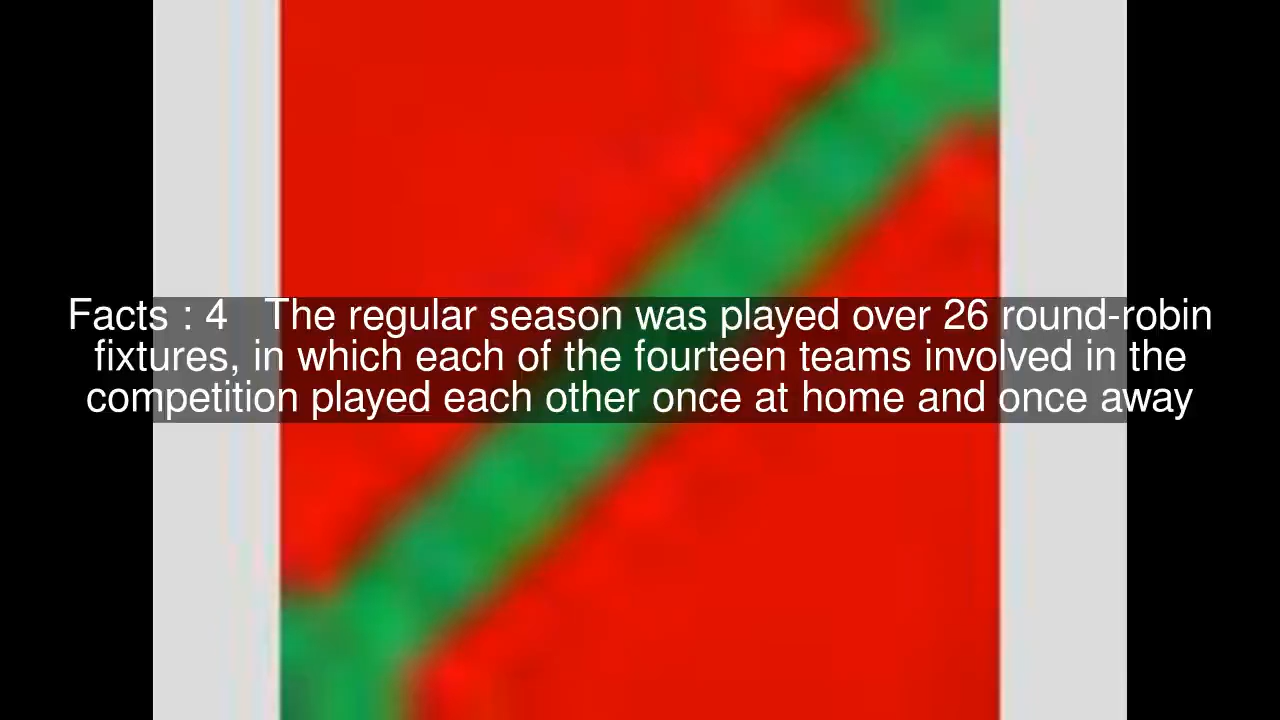 Facts : 4   The regular season was played over 26 round-robin
fixtures, in which each of the fourteen teams involved in the
competition played each other once at home and once away